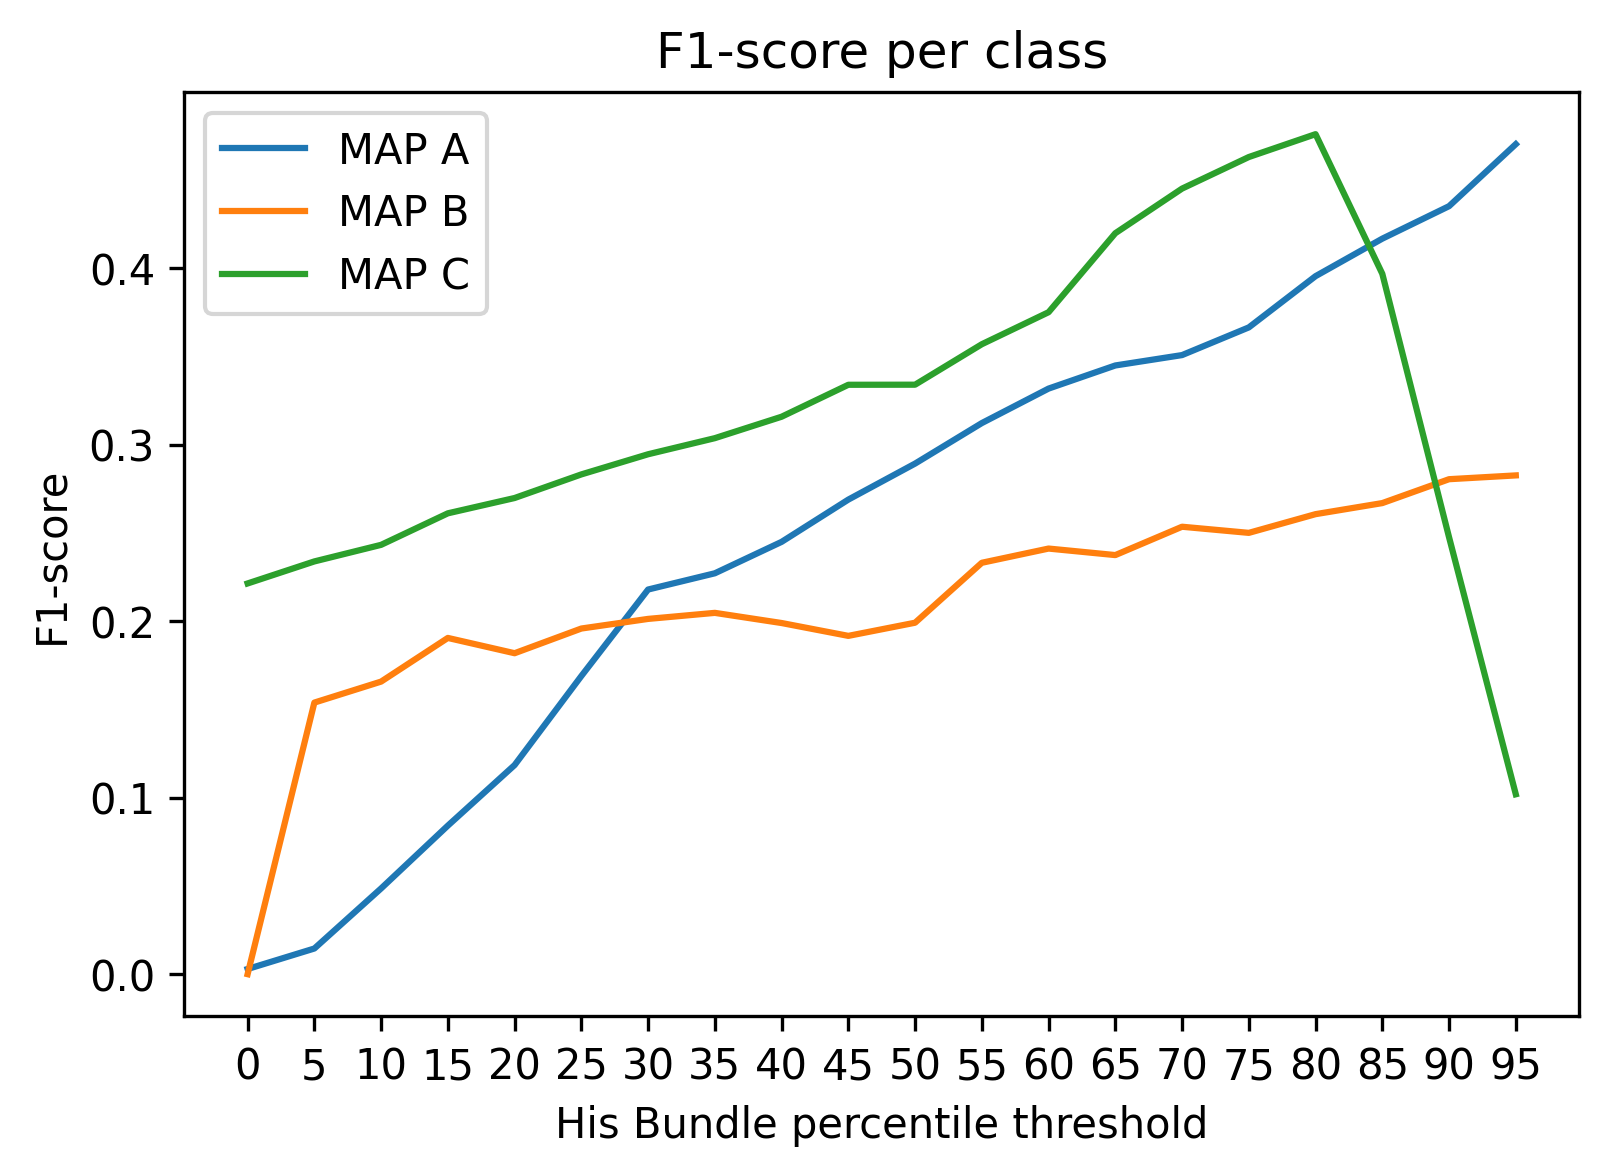 F1-score per class
MAP A
MAP B
MAP C
F1-score
0.4
0.3
0.2
0.1
0.0
0 5 10 15 20 25 30 35 40 45 50 55 60 65 70 75 80 85 90 95
His Bundle percentile threshold